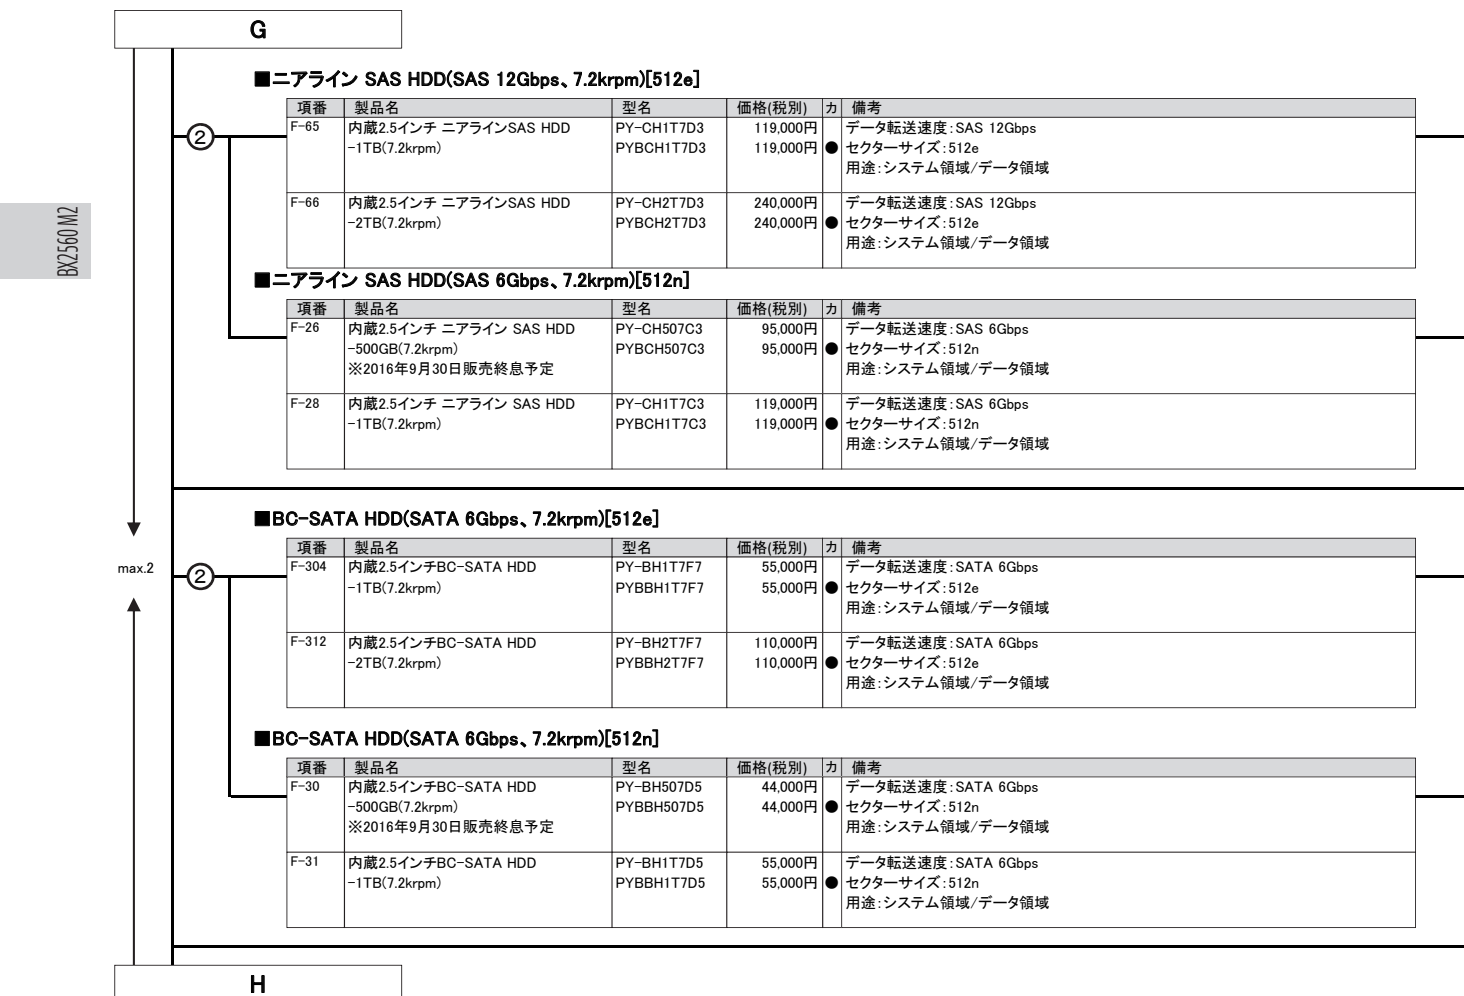 G
■ニアライン SAS HDD(SAS 12Gbps、7.2krpm)[512e]
項番 製品名 型名 価格(税別) カ 備考
F-65 内蔵2.5インチ ニアラインSAS HDD PY-CH1T7D3 119,000円 データ転送速度:SAS 12Gbps
-1TB(7.2krpm) PYBCH1T7D3 119,000円 ● セクターサイズ:512e
用途:システム領域/データ領域
F-66 内蔵2.5インチ ニアラインSAS HDD PY-CH2T7D3 240,000円 データ転送速度:SAS 12Gbps
-2TB(7.2krpm) PYBCH2T7D3 240,000円 ● セクターサイズ:512e
用途:システム領域/データ領域
BX2560 M2
■ニアライン SAS HDD(SAS 6Gbps、7.2krpm)[512n]
項番 製品名 型名 価格(税別) カ 備考
F-26 内蔵2.5インチ ニアライン SAS HDD PY-CH507C3 95,000円 データ転送速度:SAS 6Gbps
-500GB(7.2krpm) PYBCH507C3 95,000円 ● セクターサイズ:512n
※2016年9月30日販売終息予定 用途:システム領域/データ領域
F-28 内蔵2.5インチ ニアライン SAS HDD PY-CH1T7C3 119,000円 データ転送速度:SAS 6Gbps
-1TB(7.2krpm) PYBCH1T7C3 119,000円 ● セクターサイズ:512n
用途:システム領域/データ領域
■BC-SATA HDD(SATA 6Gbps、7.2krpm)[512e]
項番 製品名 型名 価格(税別) カ 備考
max.2
② F-304 内蔵2.5インチBC-SATA HDD PY-BH1T7F7 55,000円 データ転送速度:SATA 6Gbps
-1TB(7.2krpm) PYBBH1T7F7 55,000円 ● セクターサイズ:512e
用途:システム領域/データ領域
F-312 内蔵2.5インチBC-SATA HDD PY-BH2T7F7 110,000円 データ転送速度:SATA 6Gbps
-2TB(7.2krpm) PYBBH2T7F7 110,000円 ● セクターサイズ:512e
用途:システム領域/データ領域
②
■BC-SATA HDD(SATA 6Gbps、7.2krpm)[512n]
項番 製品名 型名 価格(税別) カ 備考
F-30 内蔵2.5インチBC-SATA HDD PY-BH507D5 44,000円 データ転送速度:SATA 6Gbps
-500GB(7.2krpm) PYBBH507D5 44,000円 ● セクターサイズ:512n
※2016年9月30日販売終息予定 用途:システム領域/データ領域
F-31 内蔵2.5インチBC-SATA HDD PY-BH1T7D5 55,000円 データ転送速度:SATA 6Gbps
-1TB(7.2krpm) PYBBH1T7D5 55,000円 ● セクターサイズ:512n
用途:システム領域/データ領域
H